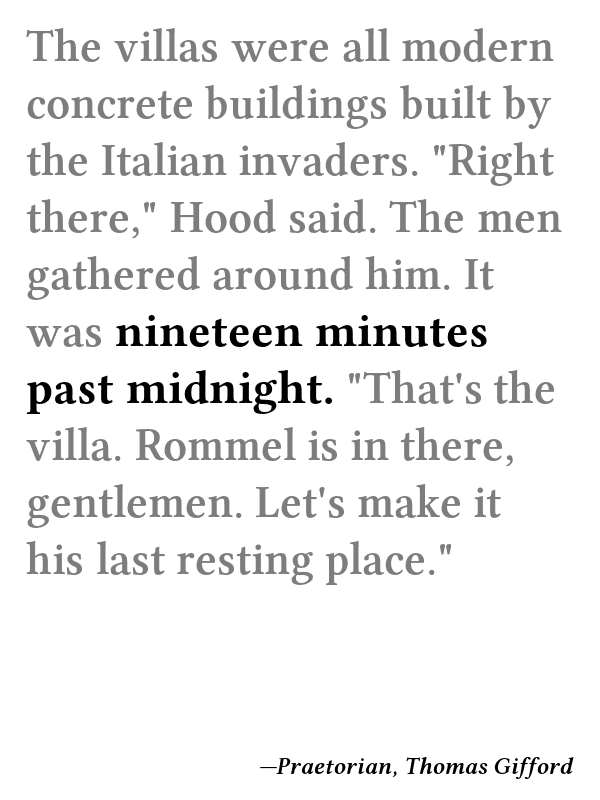 The villas were all modern
concrete buildings built by
the Italian invaders. "Right
there," Hood said. The men
gathered around him. It
was nineteen minutes
past midnight. "That's the
villa. Rommel is in there,
gentlemen. Let's make it
his last resting place."
—Praetorian, Thomas Gifford